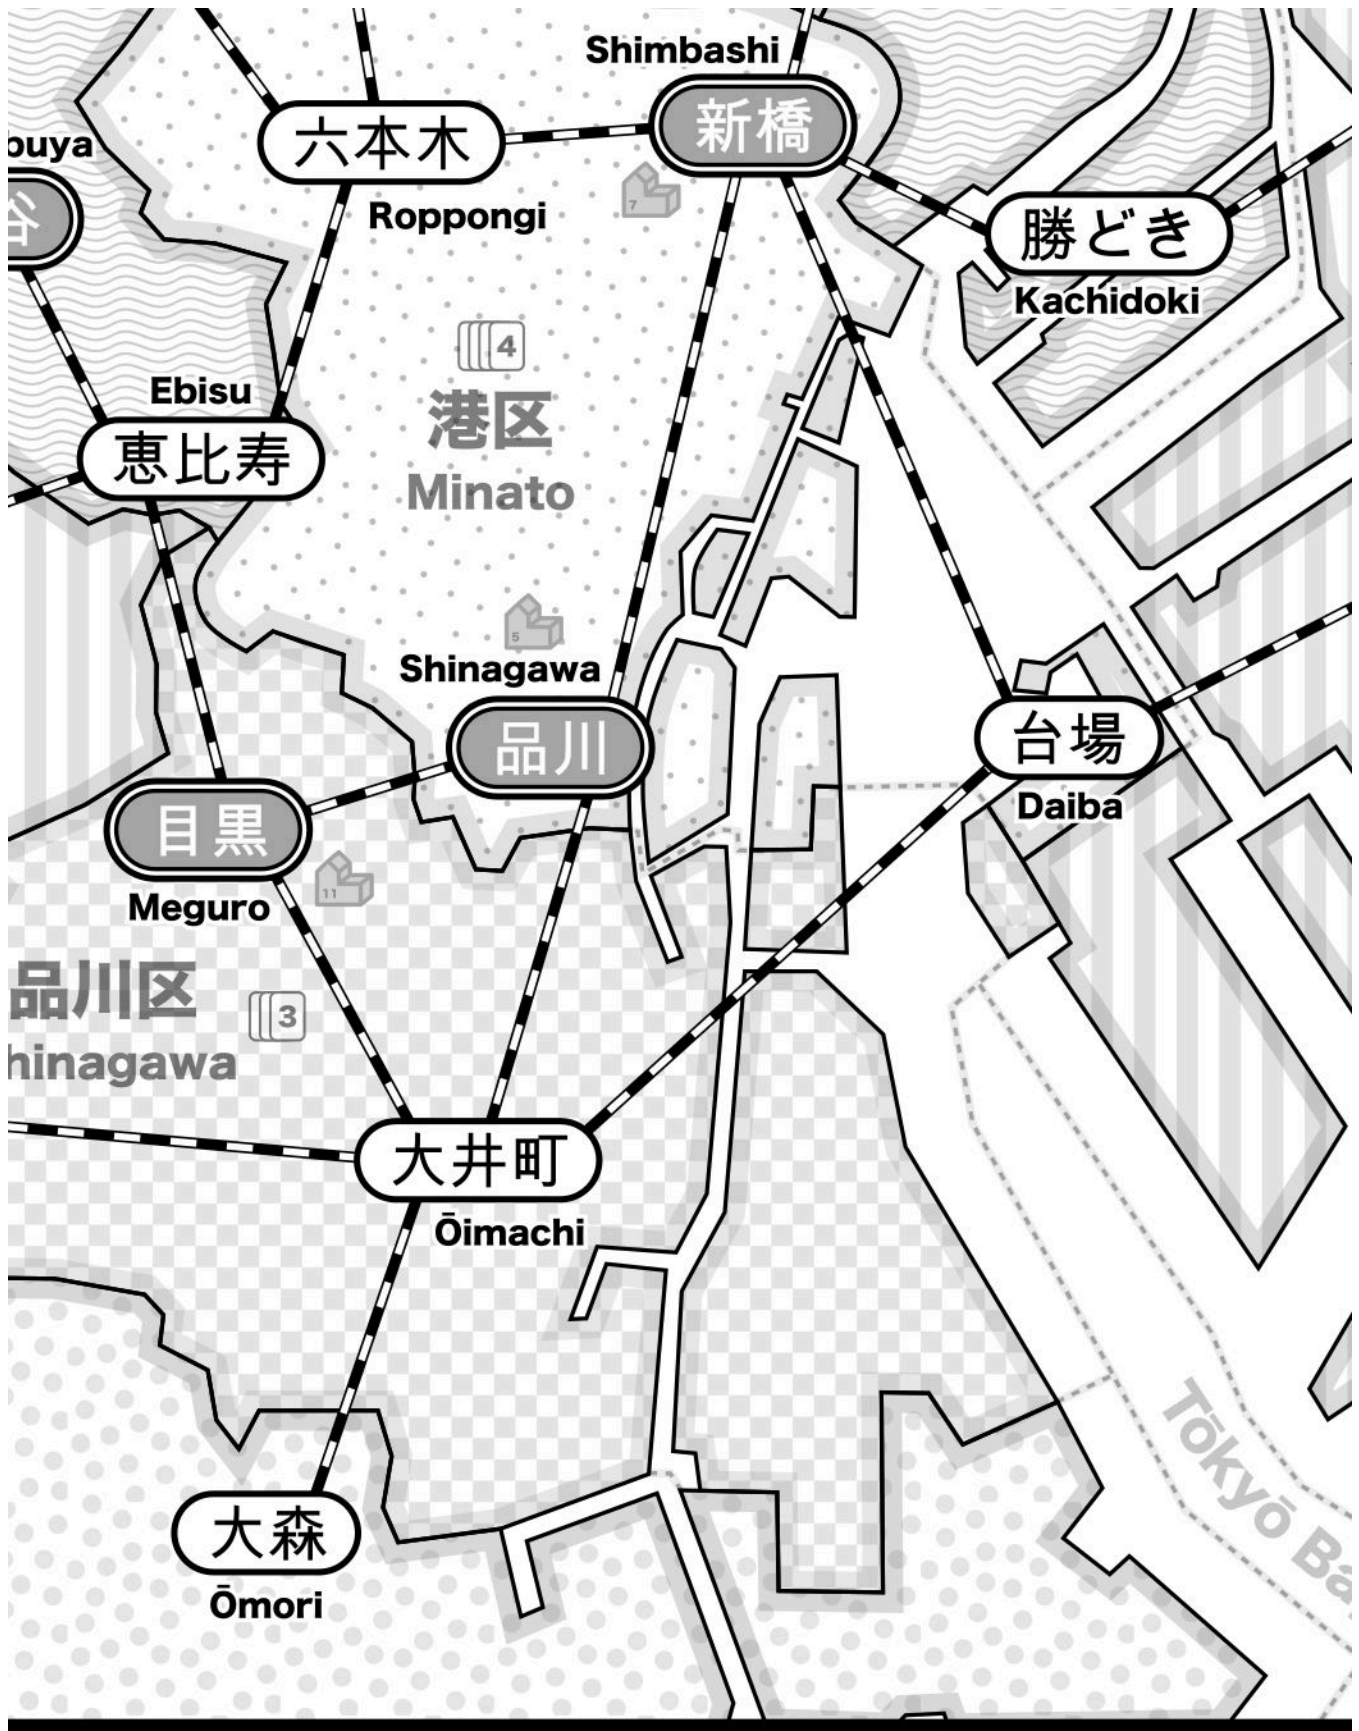 Shimbashi
新橋
六本木
Roppongi
buya
谷
7
勝どき
Kachidoki
4
港区
Minato
Ebisu
恵比寿
5
Shinagawa
品川
台場
Daiba
目黒
Meguro
11
品川区
hinagawa
3
大井町
Ōimachi
大森
Ōmori
Tōkyō Ba